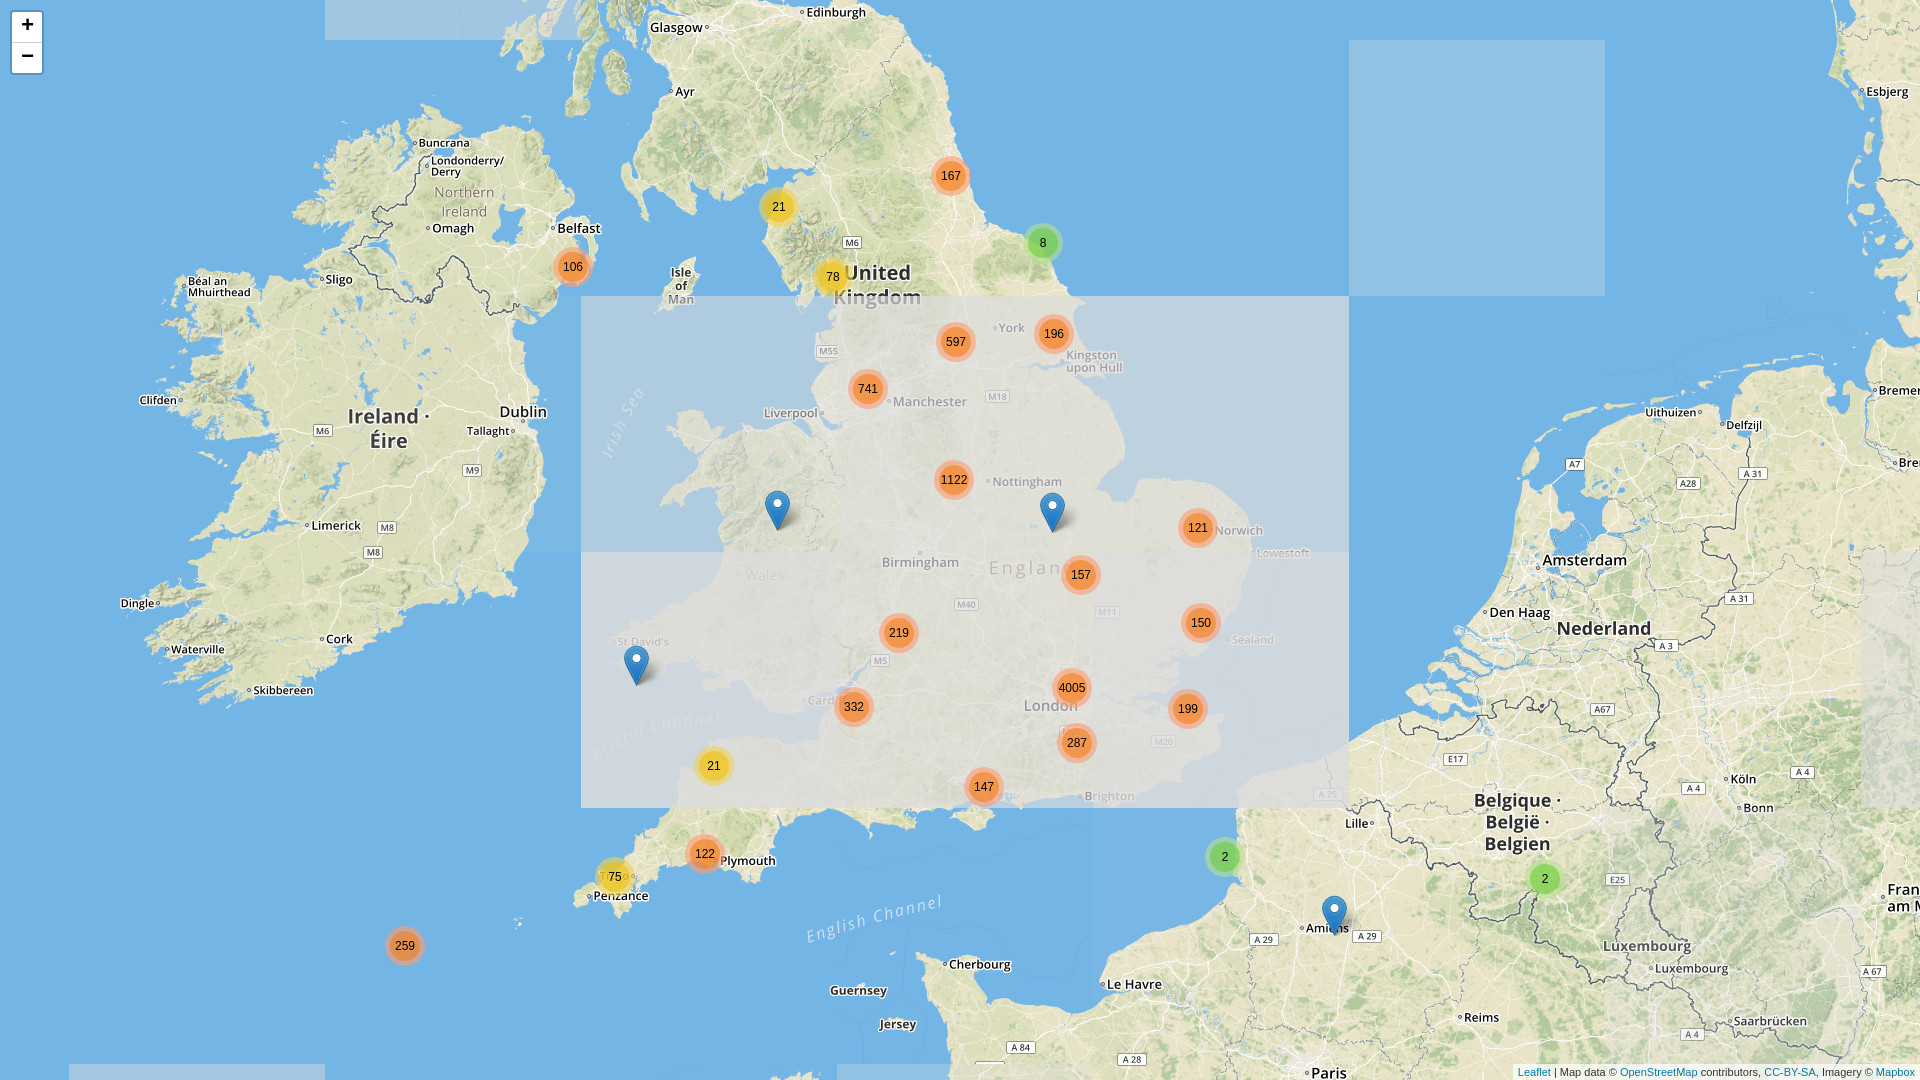 +
−
Edinburgh
Glasgow
Ayr
Esbjerg
Buncrana
Londonderry/
Derry
Northern
Ireland
Omagh
Belfast
167
21
8
M6
106
78
United
Kingdom
Isle
of
Man
Sligo
Béal an
Mhuirthead
597
York
196
M55
Kingston
upon Hull
741
Manchester
M18
Liverpool
Irish Sea
Clifden
Ireland ·
Éire
Dublin
Tallaght
M6
M9
Uithuizen
Delfzijl
A7
A 31
A28
1122
Nottingham
Limerick
M8
M8
121
Norwich
Lowestoft
Birmingham
Wales
157
Amsterdam
A 31
Dingle
M40
M11
Den Haag
Nederland
219
150
Sealand
Cork
Waterville
St David's
M5
A 3
Skibbereen
4005
London
332
199
A67
Bristol Channel
287
M20
E17
21
147
Brighton
A 25
Köln
A 4
A 4
Bonn
Belgique ·
België ·
Belgien
Lille
122
Plymouth
2
75
Penzance
2
E25
English Channel
Amiens
A 29
A 29
259
Luxembourg
Luxembourg
A 67
Cherbourg
Guernsey
Le Havre
Jersey
Reims
Saarbrücken
A 4
A 84
A 28
Paris
Leaflet | Map data © OpenStreetMap contributors, CC-BY-SA, Imagery © Mapbox